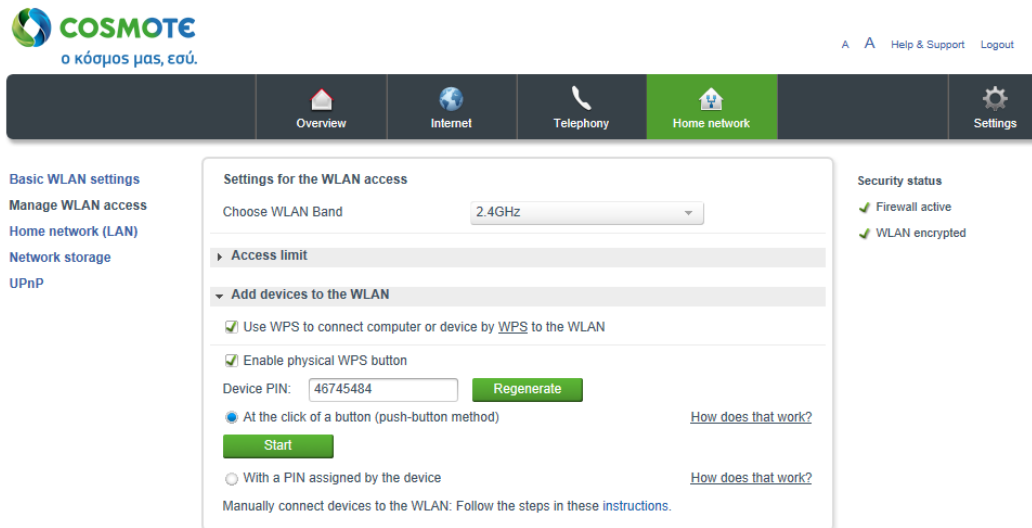 COSMOTE
ο κόσμος μας, εσύ.
A A Help & Support Logout
Overview Internet Telephony Home network Settings
Basic WLAN settings
Manage WLAN access
Home network (LAN)
Network storage
UPnP
Settings for the WLAN access
Choose WLAN Band 2.4GHz
Access limit
Add devices to the WLAN
Use WPS to connect computer or device by WPS to the WLAN
Enable physical WPS button
Device PIN: 46745484 Regenerate
At the click of a button (push-button method) How does that work?
Start
With a PIN assigned by the device How does that work?
Manually connect devices to the WLAN: Follow the steps in these instructions.
Security status
Firewall active
WLAN encrypted